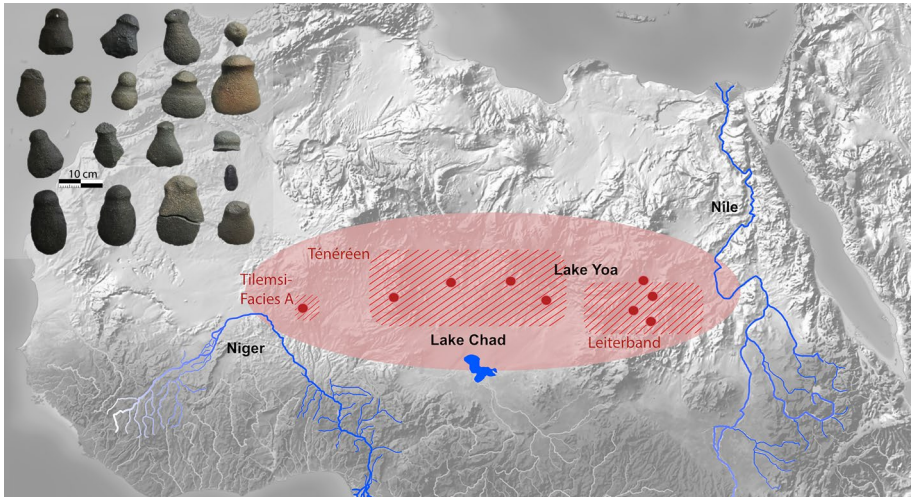 10 cm
Nile
Ténéréen
Lake Yoa
Tilemsi-
Facies A
Lake Chad
Leiterband
Niger